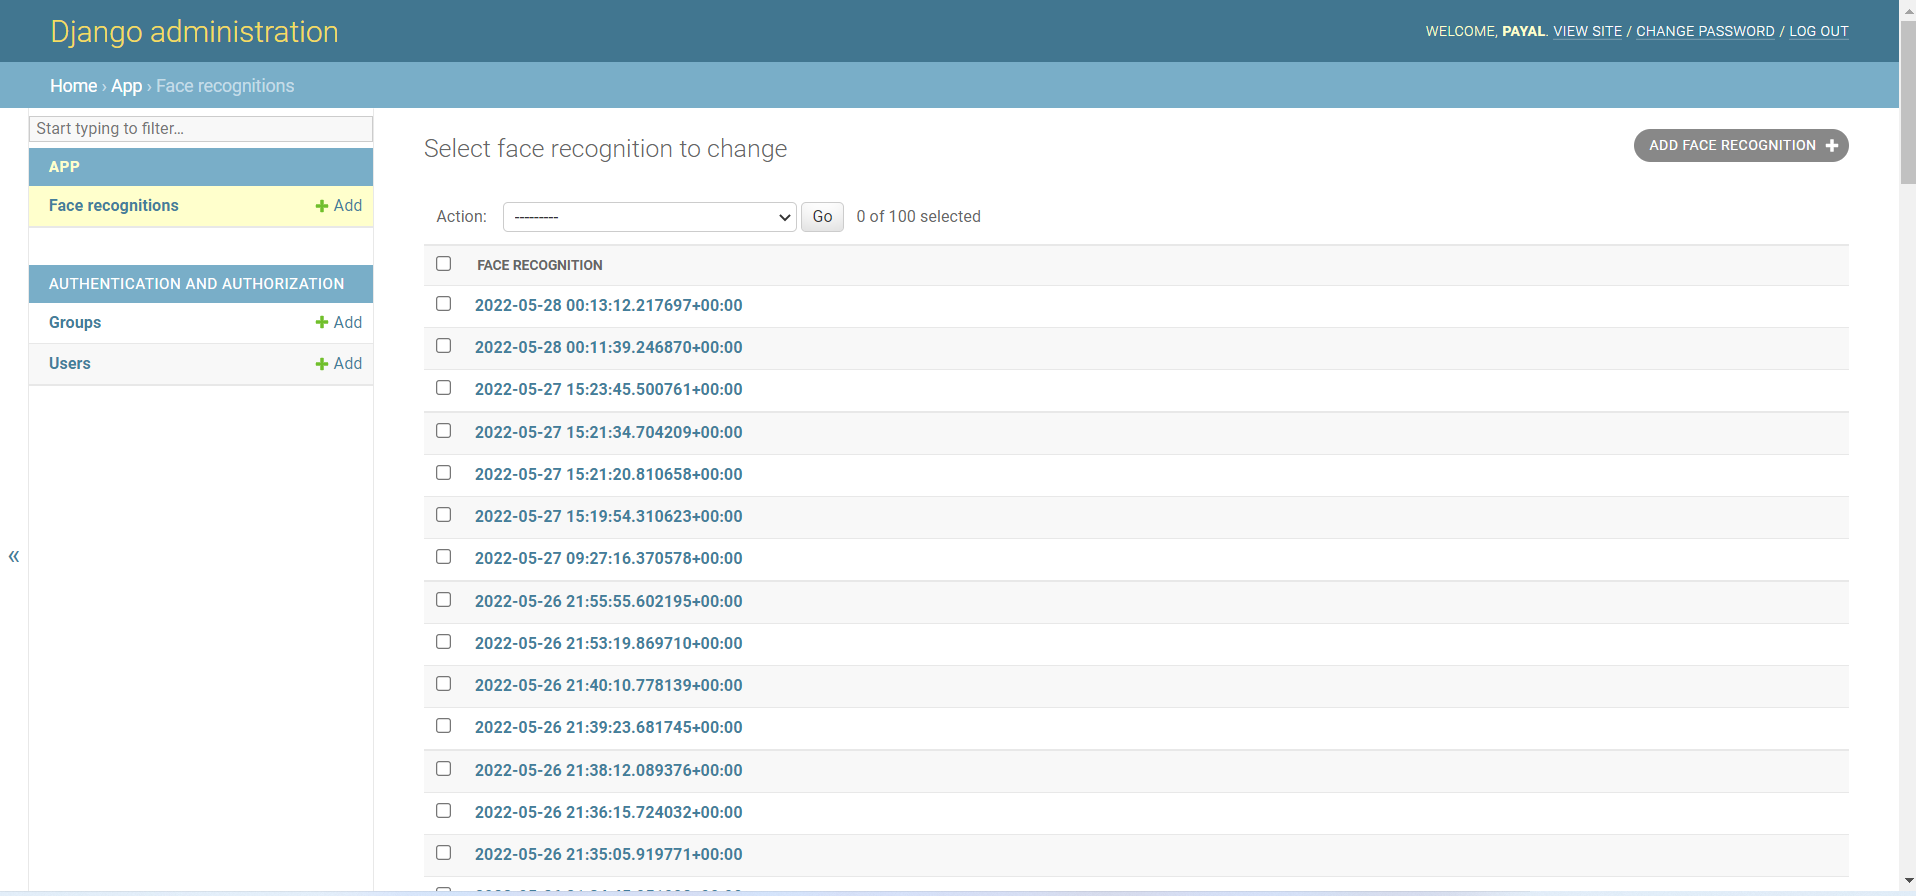 Django administration
WELCOME, PAYAL. VIEW SITE / CHANGE PASSWORD / LOG OUT
Home › App › Face recognitions
Start typing to filter...
APP
Face recognitions + Add
AUTHENTICATION AND AUTHORIZATION
Groups + Add
Users + Add
«
Select face recognition to change
ADD FACE RECOGNITION +
Action: --------- Go 0 of 100 selected
FACE RECOGNITION
2022-05-28 00:13:12.217697+00:00
2022-05-28 00:11:39.246870+00:00
2022-05-27 15:23:45.500761+00:00
2022-05-27 15:21:34.704209+00:00
2022-05-27 15:21:20.810658+00:00
2022-05-27 15:19:54.310623+00:00
2022-05-27 09:27:16.370578+00:00
2022-05-26 21:55:55.602195+00:00
2022-05-26 21:53:19.869710+00:00
2022-05-26 21:40:10.778139+00:00
2022-05-26 21:39:23.681745+00:00
2022-05-26 21:38:12.089376+00:00
2022-05-26 21:36:15.724032+00:00
2022-05-26 21:35:05.919771+00:00